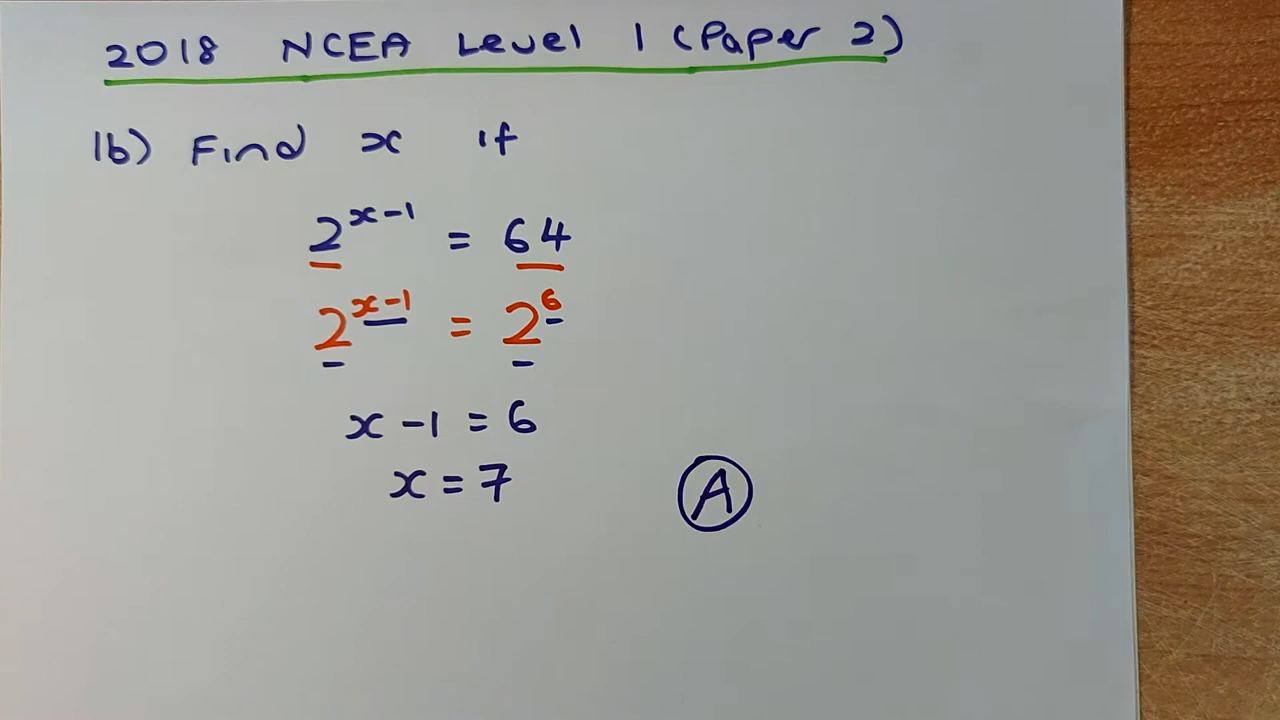 2018 NCEA Level 1 (Paper 2)
1b) Find x if
2^(x-1) = 64
2^(x-1) = 2^6
x - 1 = 6
x = 7
A